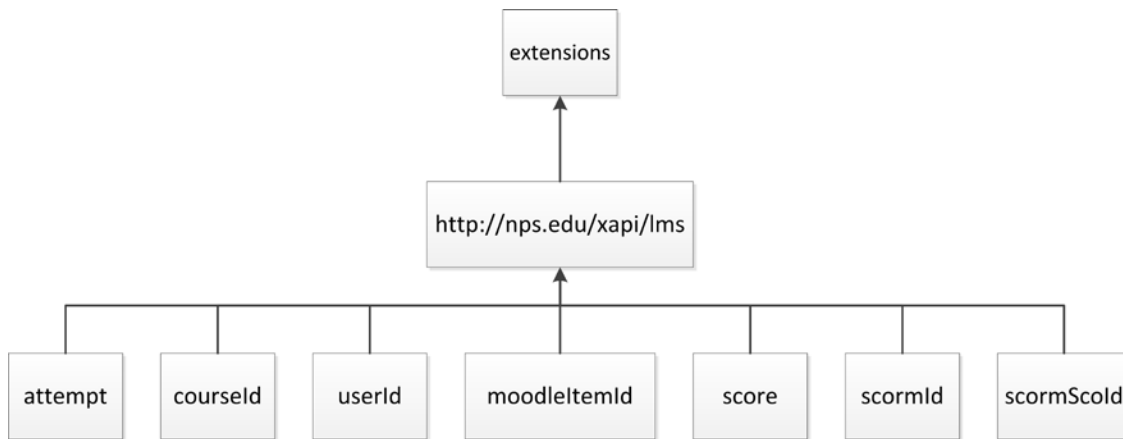 extensions
http://nps.edu/xapi/lms
attempt
courseId
userId
moodleItemId
score
scormId
scormScoId